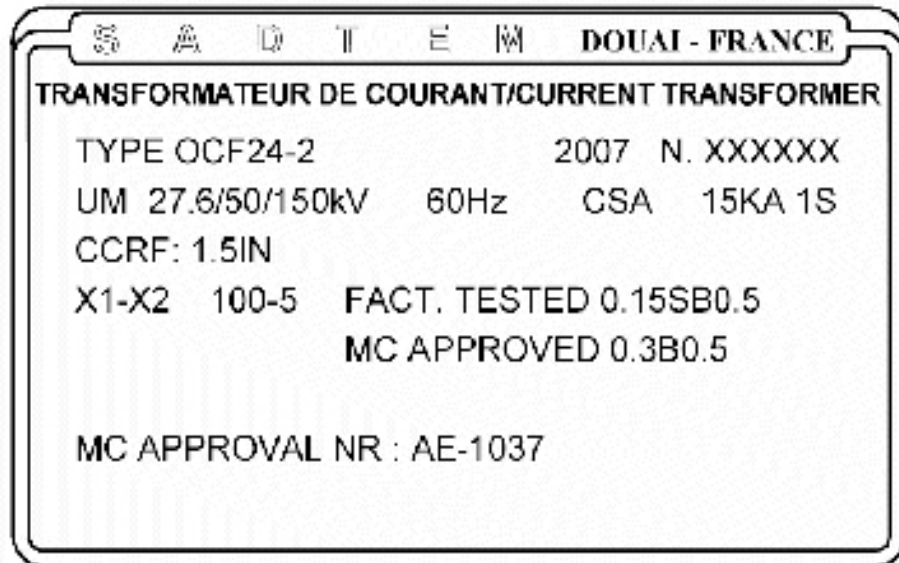 SADTEM DOUAI - FRANCE
TRANSFORMATEUR DE COURANT/CURRENT TRANSFORMER
TYPE OCF24-2 2007 N. XXXXXX
UM 27.6/50/150kV 60Hz CSA 15KA 1S
CCRF: 1.5IN
X1-X2 100-5 FACT. TESTED 0.15SB0.5
MC APPROVED 0.3B0.5
MC APPROVAL NR : AE-1037